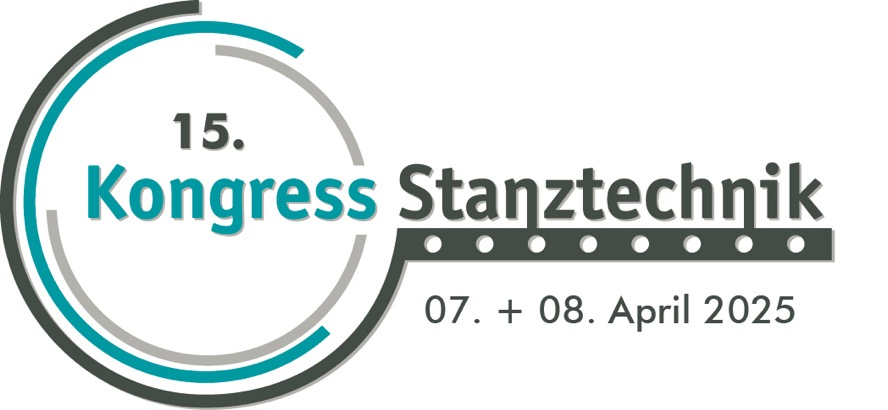 15.
Kongress Stanztechnik
07. + 08. April 2025